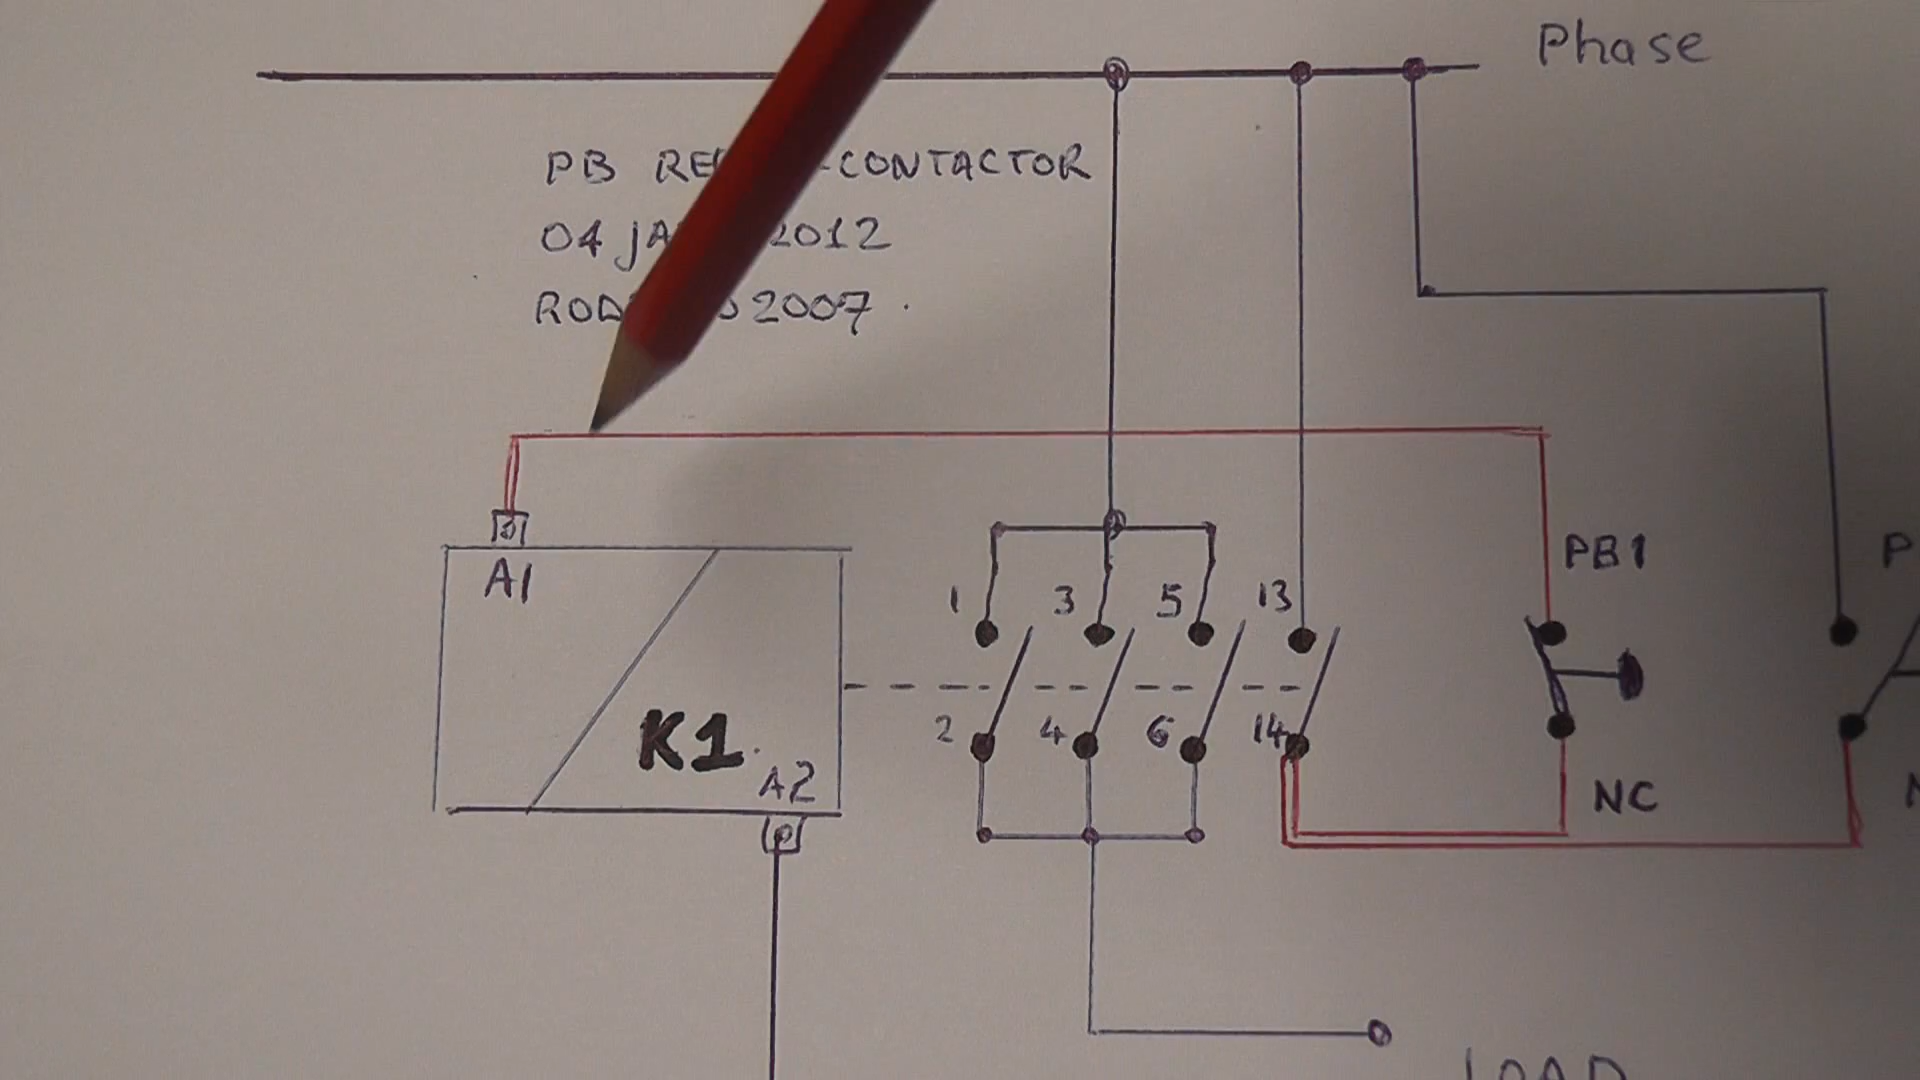 Phase
PB CONTACTOR
04 2012
2007
A1
PB1
P
1 3 5 13
K1
2 4 6 14
A2
NC
LOAD